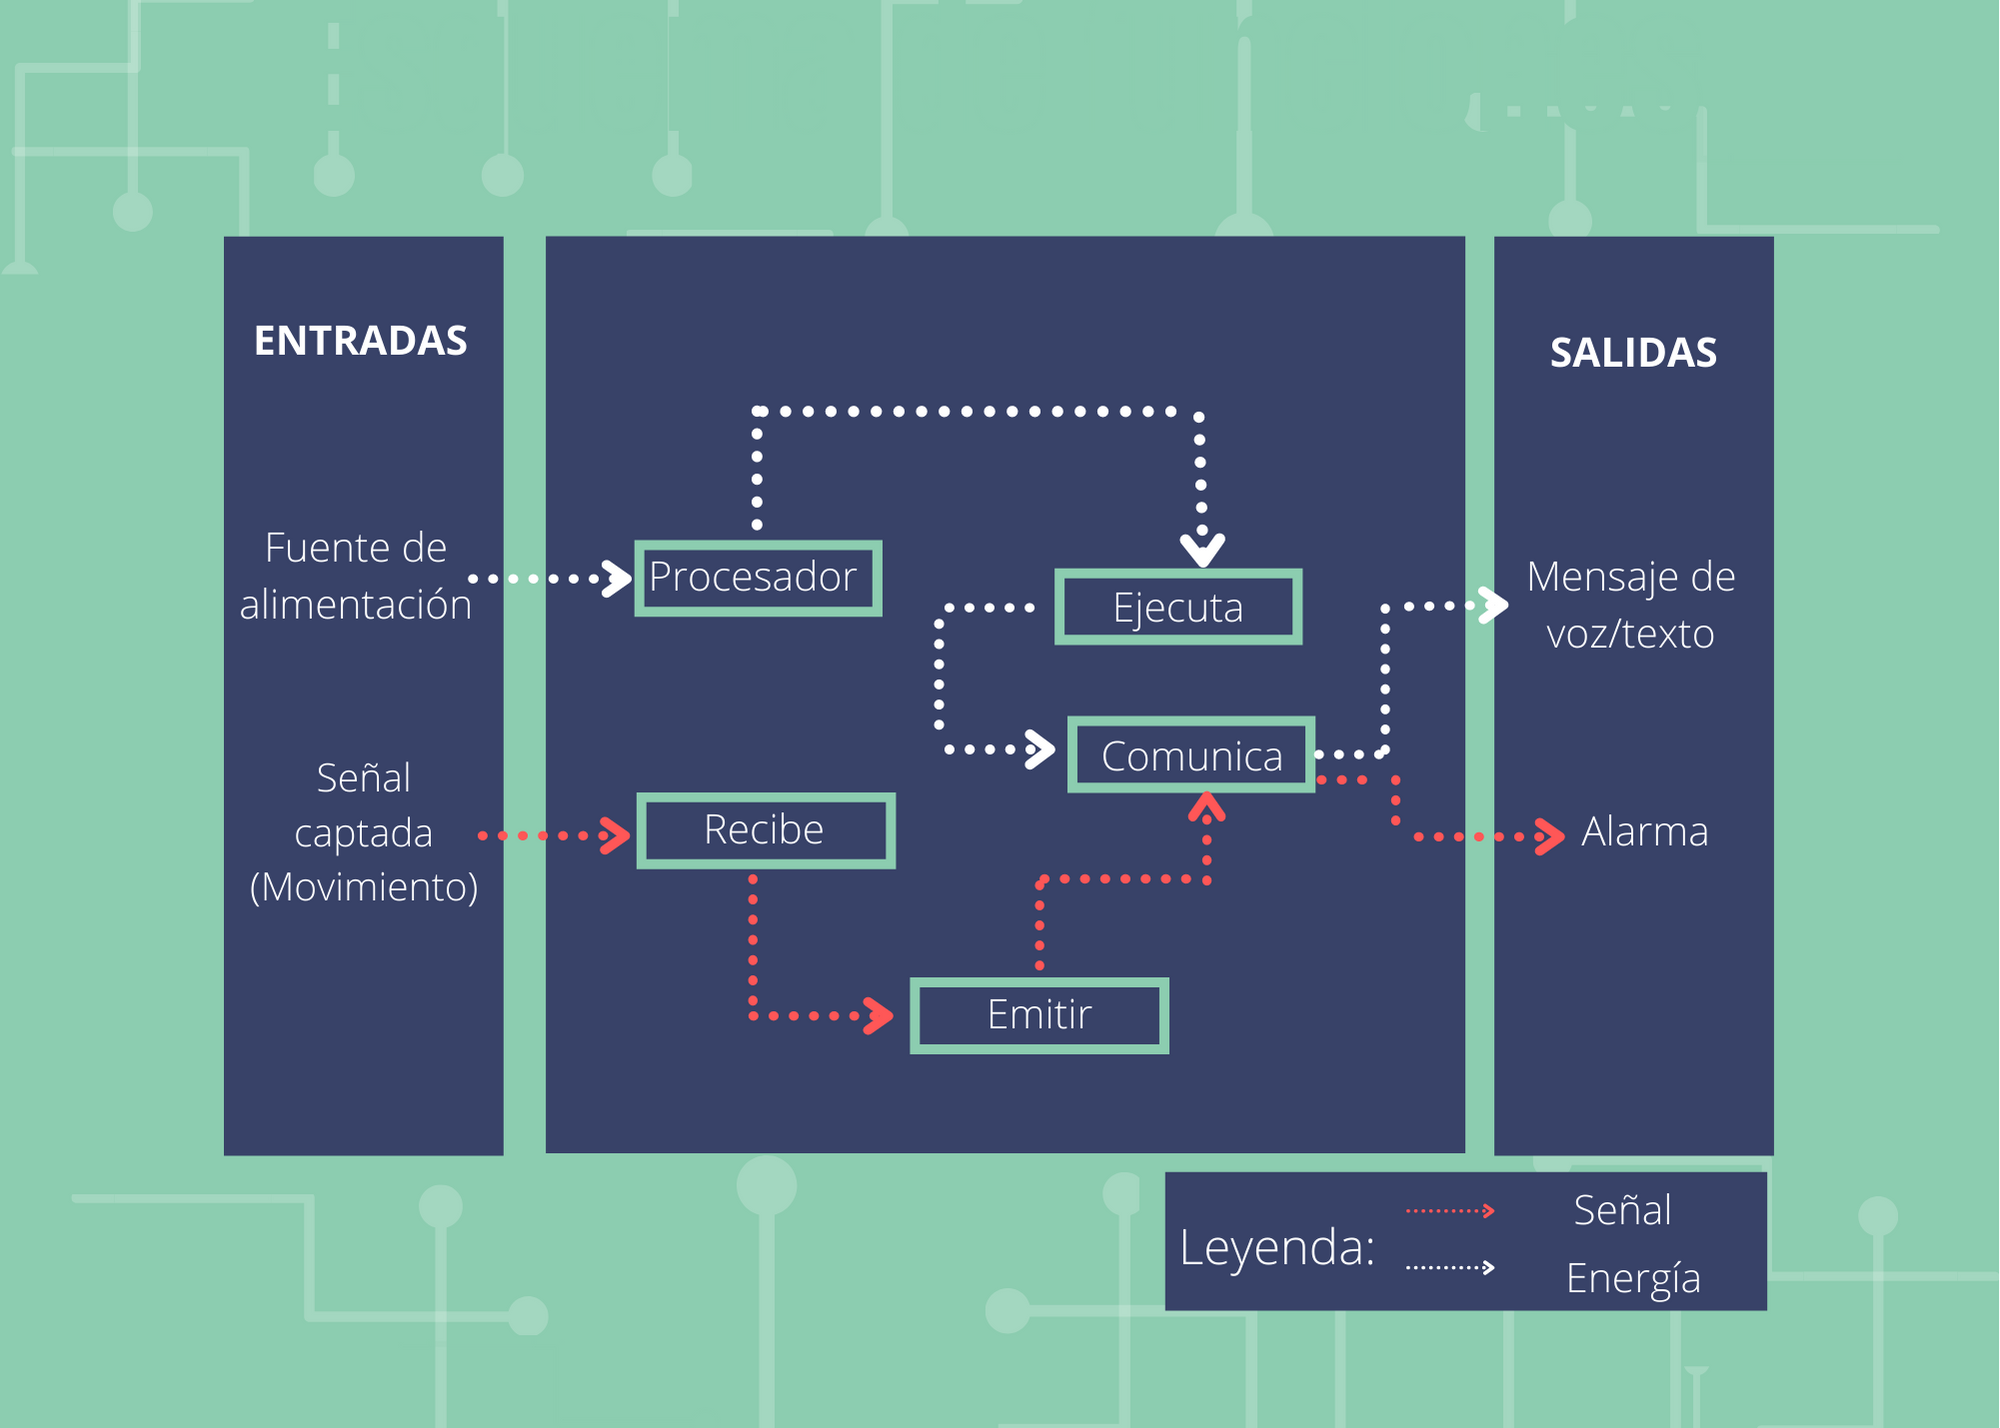 ENTRADAS
Fuente de
alimentación
Señal
captada
(Movimiento)
Procesador
Ejecuta
Comunica
Recibe
Emitir
SALIDAS
Mensaje de
voz/texto
Alarma
Leyenda:
Señal
Energía